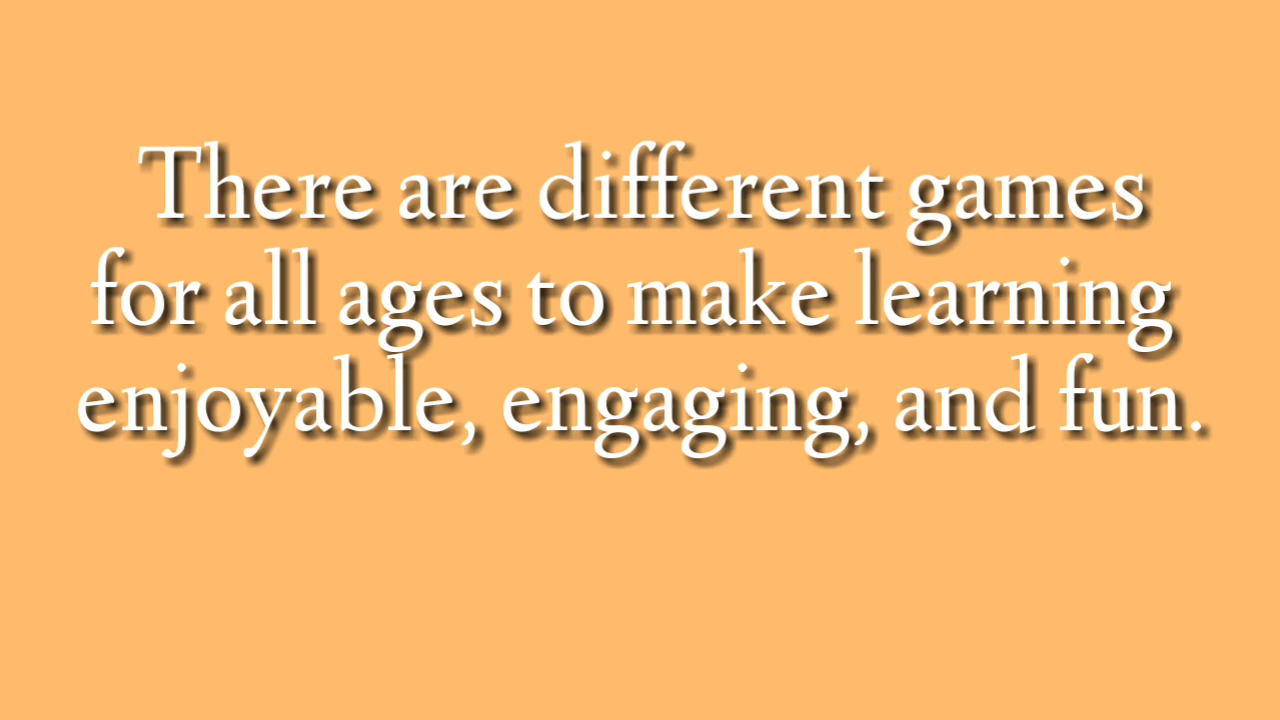 There are different games
for all ages to make learning
enjoyable, engaging, and fun.